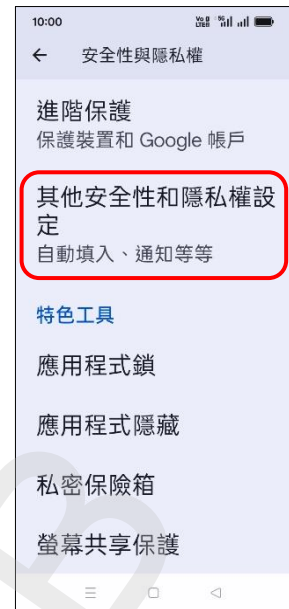 10:00
安全性與隱私權
進階保護
保護裝置和 Google 帳戶
其他安全性和隱私權設
定
自動填入、通知等等
特色工具
應用程式鎖
應用程式隱藏
私密保險箱
螢幕共享保護